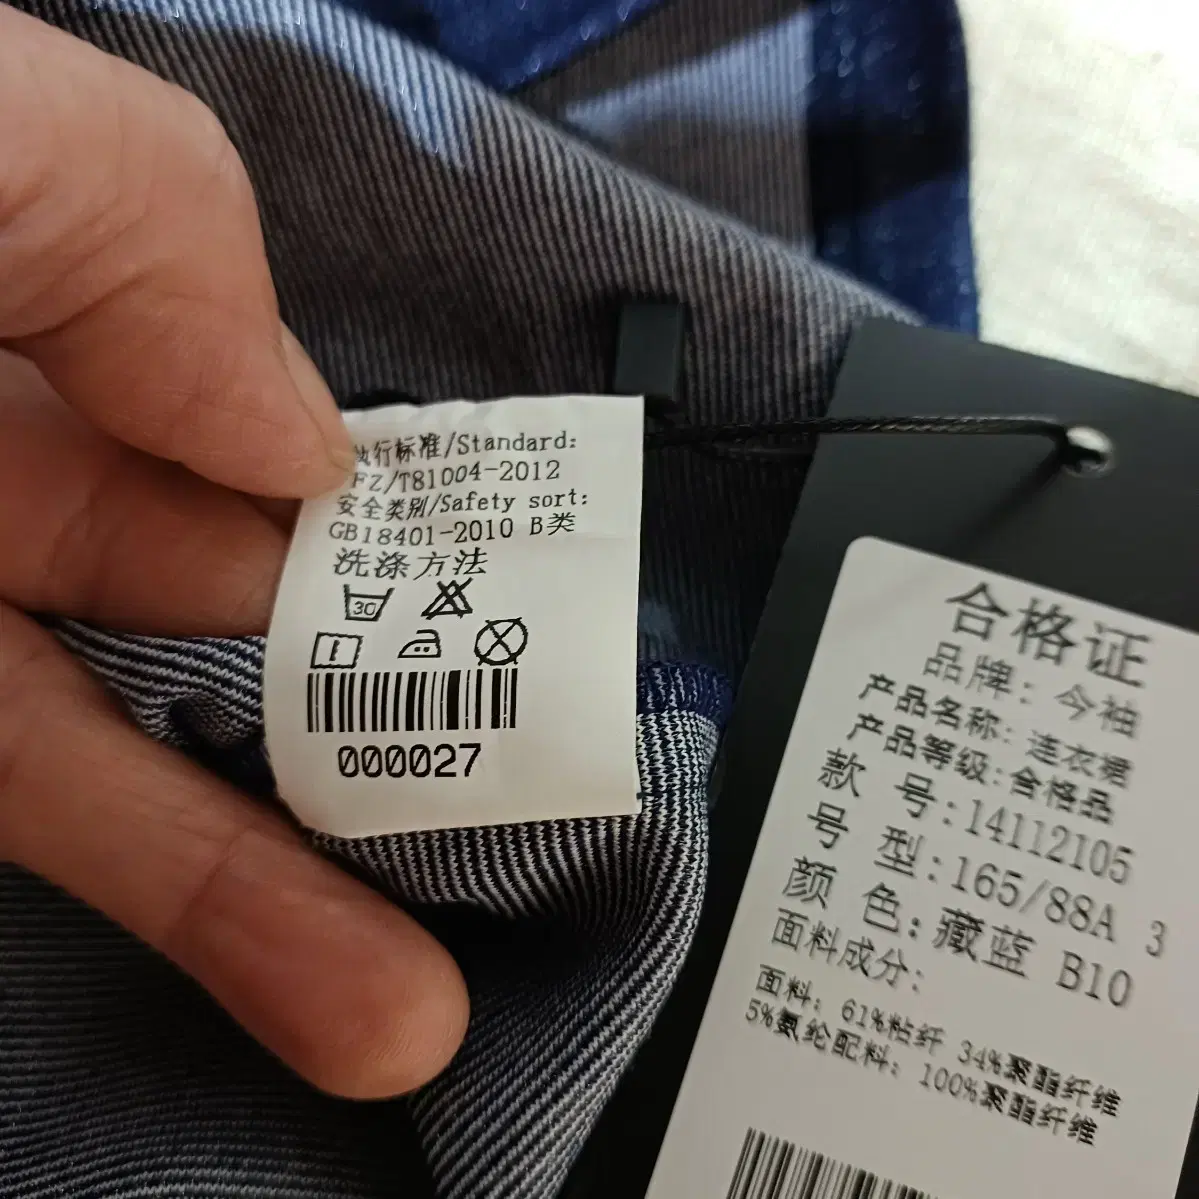 执行标准/Standard:
FZ/T81004-2012
安全类别/Safety sort:
GB18401-2010 B类
洗涤方法
30
000027
合格证
品牌: 今袖
产品名称: 连衣裙
产品等级: 合格品
款 号: 14112105
号 型: 165/88A 3
颜 色: 藏蓝 B10
面料成分:
面料: 61%粘纤 34%聚酯纤维
5%氨纶配料: 100%聚酯纤维